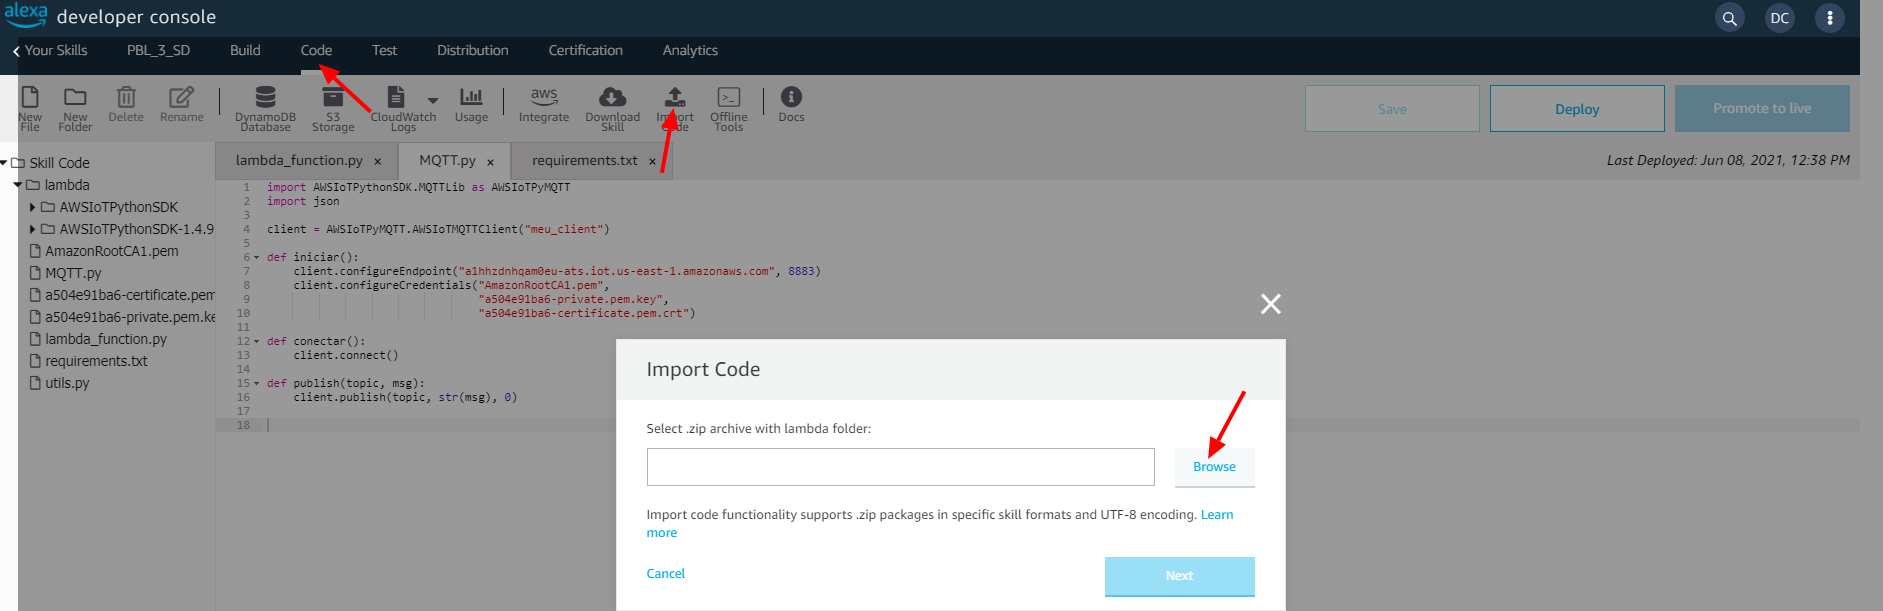 alexa developer console
DC
Your Skills PBL_3_SD Build Code Test Distribution Certification Analytics
New File
New Folder
Delete
Rename
DynamoDB Database
S3 Storage
CloudWatch Logs
Usage
aws Integrate
Download Skill
Import Code
Offline Tools
Docs
Save
Deploy
Promote to live
Skill Code
lambda
AWSIoTPythonSDK
AWSIoTPythonSDK-1.4.9
AmazonRootCA1.pem
MQTT.py
a504e91ba6-certificate.pem
a504e91ba6-private.pem.ke
lambda_function.py
requirements.txt
utils.py
lambda_function.py × MQTT.py × requirements.txt ×
Last Deployed: Jun 08, 2021, 12:38 PM
1 import AWSIoTPythonSDK.MQTTLib as AWSIoTPyMQTT
2 import json
3
4 client = AWSIoTPyMQTT.AWSIoTMQTTClient("meu_client")
5
6 def iniciar():
7 client.configureEndpoint("a1hhzdnhqam0eu-ats.iot.us-east-1.amazonaws.com", 8883)
8 client.configureCredentials("AmazonRootCA1.pem",
9 "a504e91ba6-private.pem.key",
10 "a504e91ba6-certificate.pem.crt")
11
12 def conectar():
13 client.connect()
14
15 def publish(topic, msg):
16 client.publish(topic, str(msg), 0)
17
18
Import Code
Select .zip archive with lambda folder:
Browse
Import code functionality supports .zip packages in specific skill formats and UTF-8 encoding. Learn
more
Cancel
Next